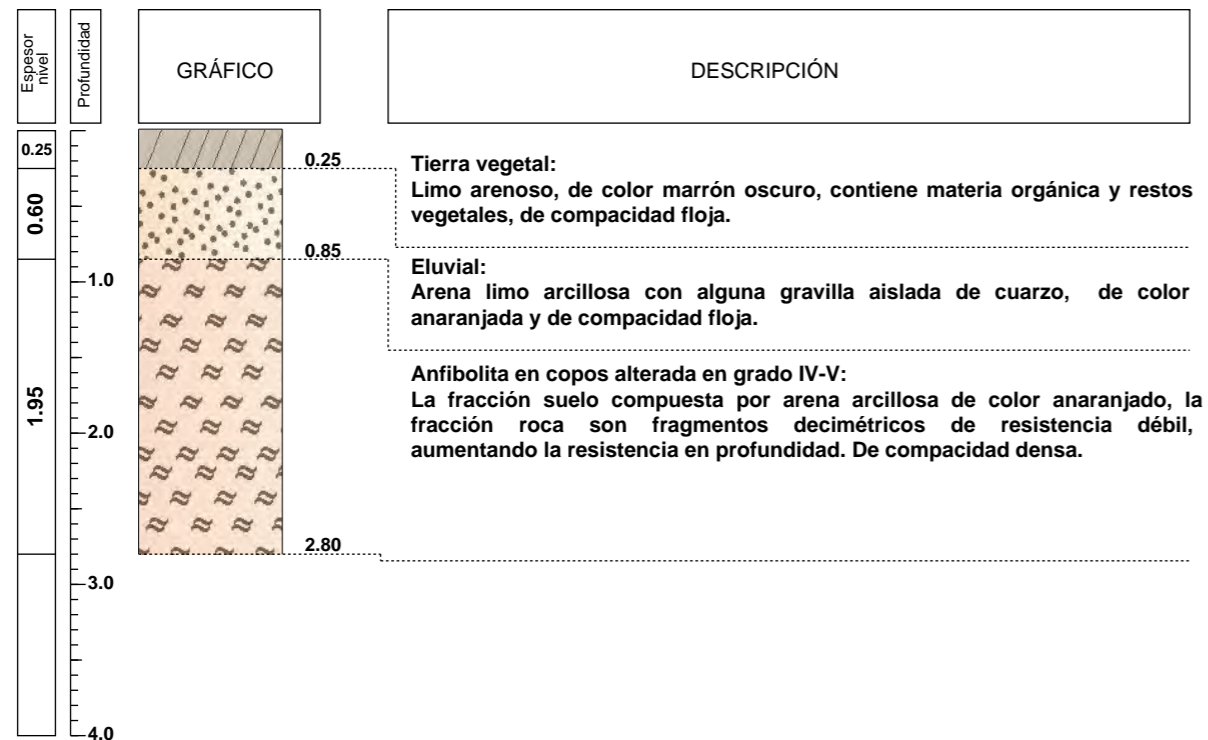 Espesor
nivel
Profundidad
GRÁFICO
DESCRIPCIÓN
0.25
0.60
1.95
1.0
2.0
3.0
4.0
0.25
0.85
2.80
Tierra vegetal:
Limo arenoso, de color marrón oscuro, contiene materia orgánica y restos
vegetales, de compacidad floja.
Eluvial:
Arena limo arcillosa con alguna gravilla aislada de cuarzo, de color
anaranjada y de compacidad floja.
Anfibolita en copos alterada en grado IV-V:
La fracción suelo compuesta por arena arcillosa de color anaranjado, la
fracción roca son fragmentos decimétricos de resistencia débil,
aumentando la resistencia en profundidad. De compacidad densa.